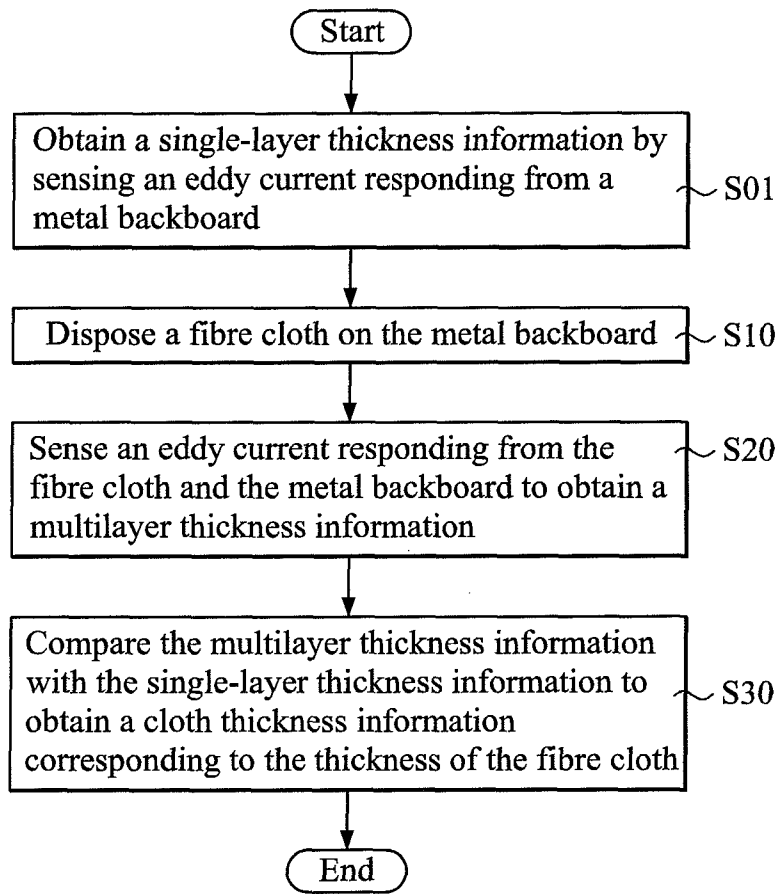 Start
Obtain a single-layer thickness information by
sensing an eddy current responding from a
metal backboard
S01
Dispose a fibre cloth on the metal backboard
S10
Sense an eddy current responding from the
fibre cloth and the metal backboard to obtain a
multilayer thickness information
S20
Compare the multilayer thickness information
with the single-layer thickness information to
obtain a cloth thickness information
corresponding to the thickness of the fibre cloth
S30
End